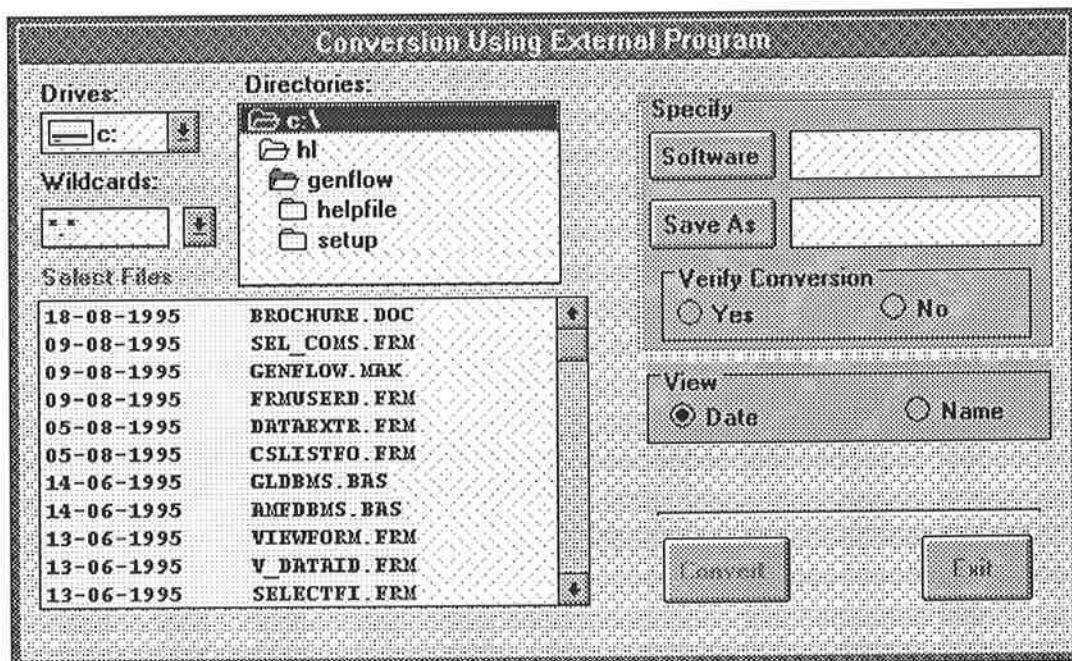 Conversion Using External Program
Drives:
c:
Wildcards:
*.*
Directories:
c:\
hl
genflow
helpfile
setup
Select Files
18-08-1995 BROCHURE.DOC
09-08-1995 SEL_COMS.FRM
09-08-1995 GENFLOW.MAK
09-08-1995 FRMUSERD.FRM
05-08-1995 DATAEXTR.FRM
05-08-1995 CSLISTFO.FRM
14-06-1995 GLDBMS.BAS
14-06-1995 AMFDBMS.BAS
13-06-1995 VIEWFORM.FRM
13-06-1995 V_DATAID.FRM
13-06-1995 SELECTFI.FRM
Specify
Software
Save As
Verify Conversion
Yes No
View
Date Name
Convert Exit